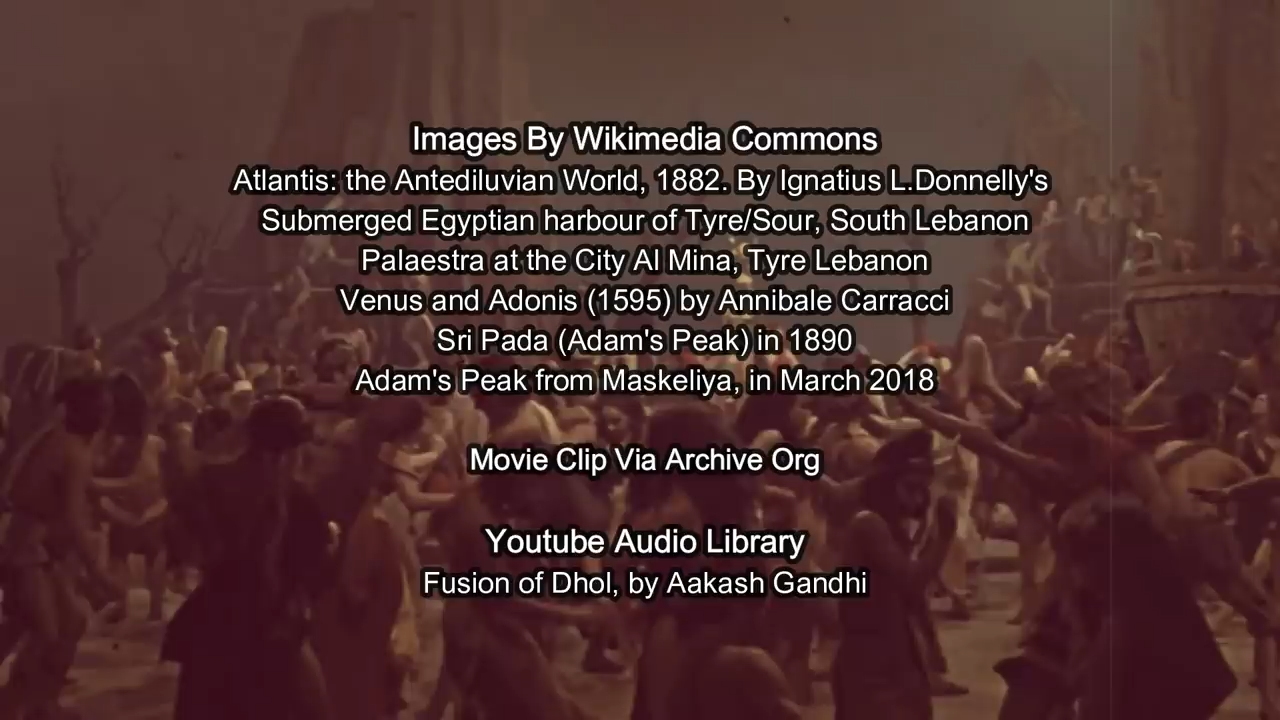 Images By Wikimedia Commons
Atlantis: the Antediluvian World, 1882. By Ignatius L.Donnelly's
Submerged Egyptian harbour of Tyre/Sour, South Lebanon
Palaestra at the City Al Mina, Tyre Lebanon
Venus and Adonis (1595) by Annibale Carracci
Sri Pada (Adam's Peak) in 1890
Adam's Peak from Maskeliya, in March 2018
Movie Clip Via Archive Org
Youtube Audio Library
Fusion of Dhol, by Aakash Gandhi